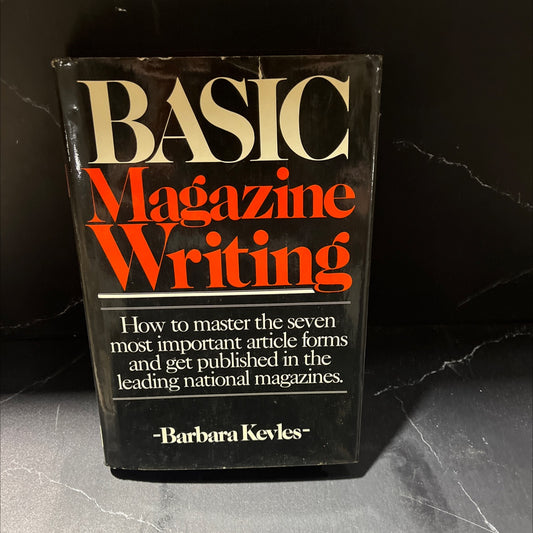 BASIC
Magazine
Writing
How to master the seven
most important article forms
and get published in the
leading national magazines.
-Barbara Kevles-